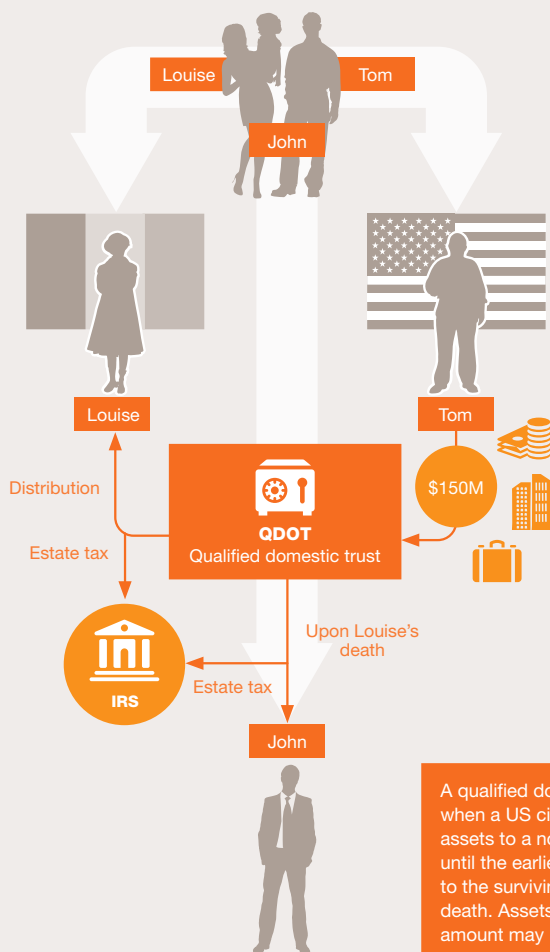 Louise
Tom
John
Louise
Tom
$150M
QDOT
Qualified domestic trust
Distribution
Estate tax
IRS
Upon Louise's
death
Estate tax
John
A qualified do
when a US ci
assets to a no
until the earlie
to the survivin
death. Assets
amount may